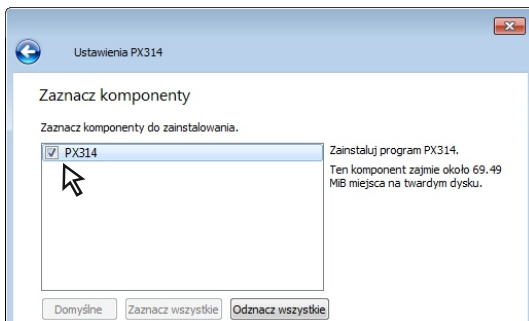 Ustawienia PX314
Zaznacz komponenty
Zaznacz komponenty do zainstalowania.
PX314
Zainstaluj program PX314.
Ten komponent zajmie około 69.49
MiB miejsca na twardym dysku.
Domyślne
Zaznacz wszystkie
Odznacz wszystkie